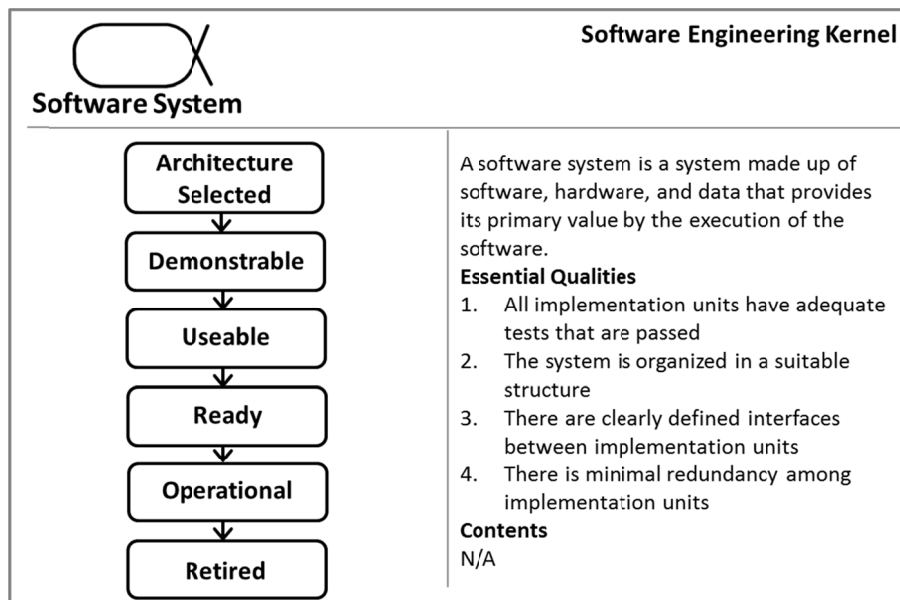 Software Engineering Kernel
Software System
Architecture
Selected
Demonstrable
Useable
Ready
Operational
Retired
A software system is a system made up of
software, hardware, and data that provides
its primary value by the execution of the
software.
Essential Qualities
1. All implementation units have adequate
tests that are passed
2. The system is organized in a suitable
structure
3. There are clearly defined interfaces
between implementation units
4. There is minimal redundancy among
implementation units
Contents
N/A